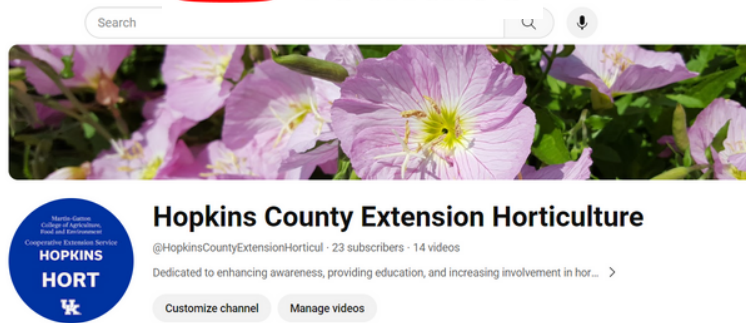 Search
Martin-Gatton
College of Agriculture,
Food and Environment
Cooperative Extension Service
HOPKINS
HORT
UK
Hopkins County Extension Horticulture
@HopkinsCountyExtensionHorticul · 23 subscribers · 14 videos
Dedicated to enhancing awareness, providing education, and increasing involvement in hor...
Customize channel Manage videos